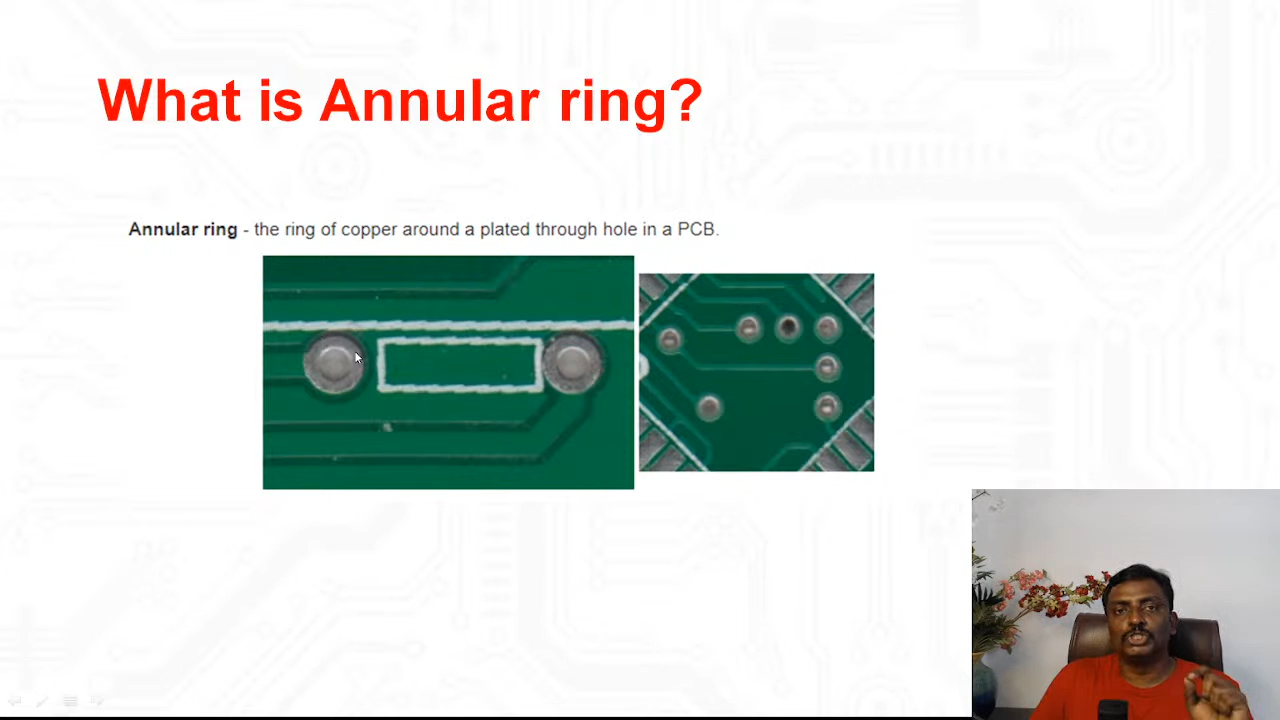 What is Annular ring?
Annular ring - the ring of copper around a plated through hole in a PCB.